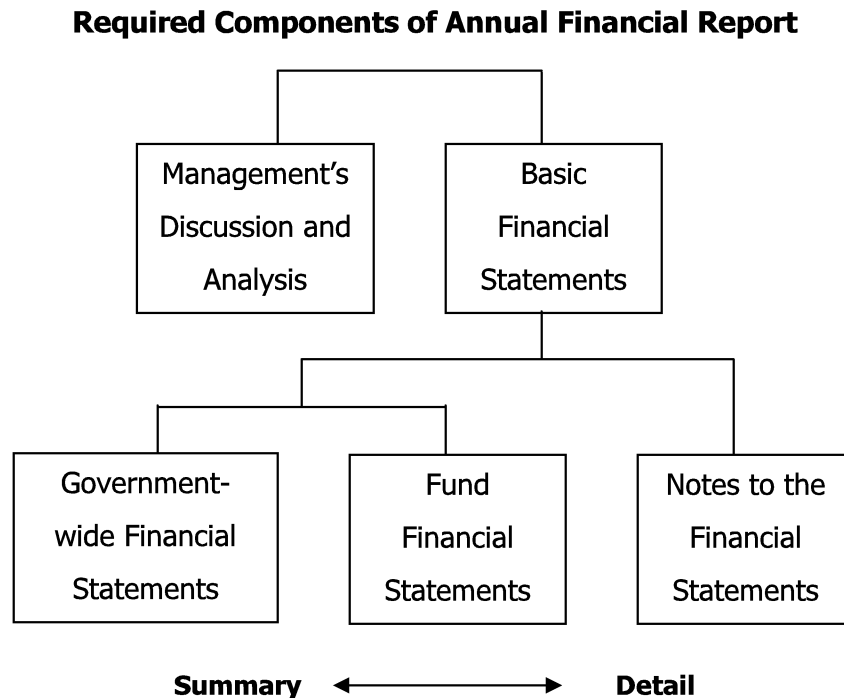 Required Components of Annual Financial Report
Management’s
Discussion and
Analysis
Basic
Financial
Statements
Government-
wide Financial
Statements
Fund
Financial
Statements
Notes to the
Financial
Statements
Summary
Detail